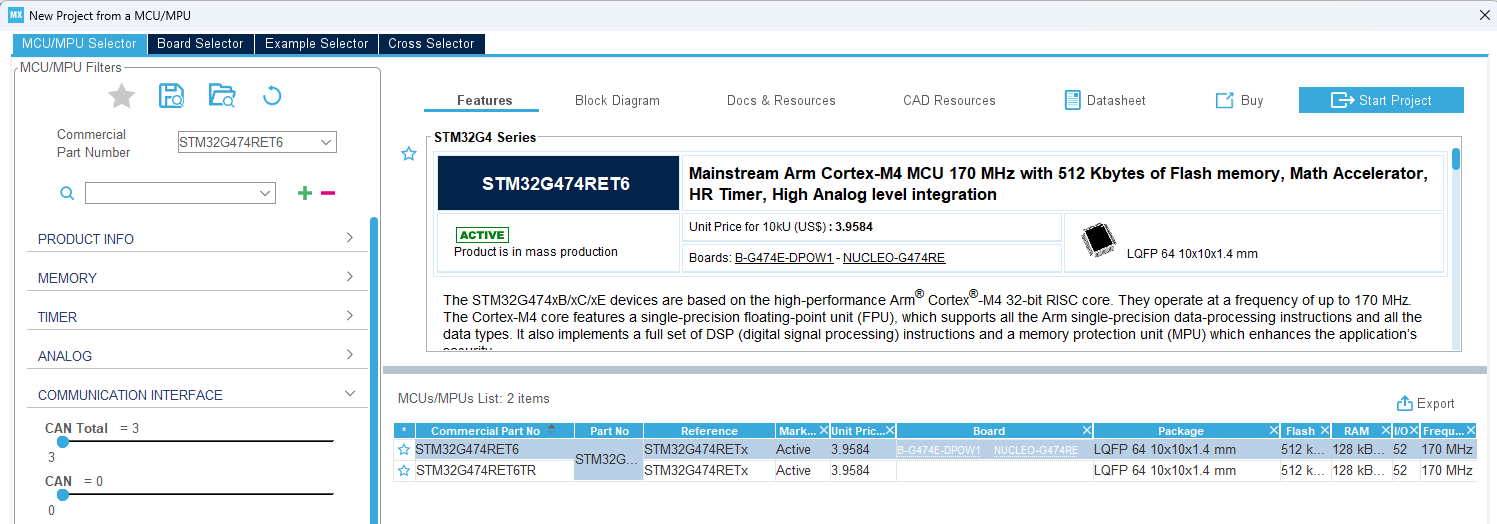 MX New Project from a MCU/MPU
MCU/MPU Selector Board Selector Example Selector Cross Selector
MCU/MPU Filters
Commercial Part Number STM32G474RET6
PRODUCT INFO
MEMORY
TIMER
ANALOG
COMMUNICATION INTERFACE
CAN Total = 3
3
CAN = 0
0
Features Block Diagram Docs & Resources CAD Resources Datasheet Buy Start Project
STM32G4 Series
STM32G474RET6
Mainstream Arm Cortex-M4 MCU 170 MHz with 512 Kbytes of Flash memory, Math Accelerator,
HR Timer, High Analog level integration
ACTIVE
Product is in mass production
Unit Price for 10kU (US$) : 3.9584
Boards: B-G474E-DPOW1 - NUCLEO-G474RE
LQFP 64 10x10x1.4 mm
The STM32G474xB/xC/xE devices are based on the high-performance Arm® Cortex®-M4 32-bit RISC core. They operate at a frequency of up to 170 MHz.
The Cortex-M4 core features a single-precision floating-point unit (FPU), which supports all the Arm single-precision data-processing instructions and all the
data types. It also implements a full set of DSP (digital signal processing) instructions and a memory protection unit (MPU) which enhances the application's
security.
MCUs/MPUs List: 2 items
Export
* Commercial Part No Part No Reference Mark... Unit Pric... Board Package Flash RAM I/O Frequ...
STM32G474RET6 STM32G... STM32G474RETx Active 3.9584 B-G474E-DPOW1 NUCLEO-G474RE LQFP 64 10x10x1.4 mm 512 k... 128 kB... 52 170 MHz
STM32G474RET6TR STM32G474RETx Active 3.9584 LQFP 64 10x10x1.4 mm 512 k... 128 kB... 52 170 MHz